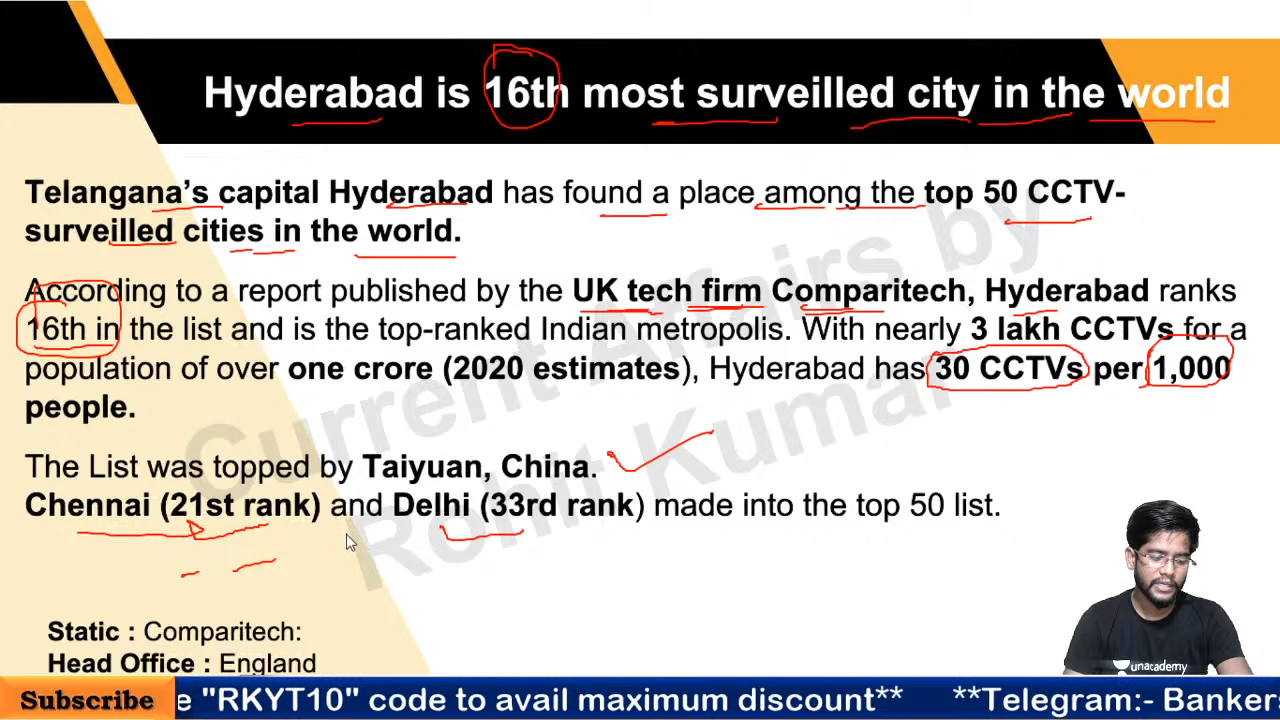 Hyderabad is 16th most surveilled city in the world
Telangana's capital Hyderabad has found a place among the top 50 CCTV-
surveilled cities in the world.
According to a report published by the UK tech firm Comparitech, Hyderabad ranks
16th in the list and is the top-ranked Indian metropolis. With nearly 3 lakh CCTVs for a
population of over one crore (2020 estimates), Hyderabad has 30 CCTVs per 1,000
people.
The List was topped by Taiyuan, China.
Chennai (21st rank) and Delhi (33rd rank) made into the top 50 list.
Current Affairs by
Rohit Kumar
Static : Comparitech:
Head Office : England
unacademy
Subscribe
e "RKYT10" code to avail maximum discount** **Telegram:- Bankers